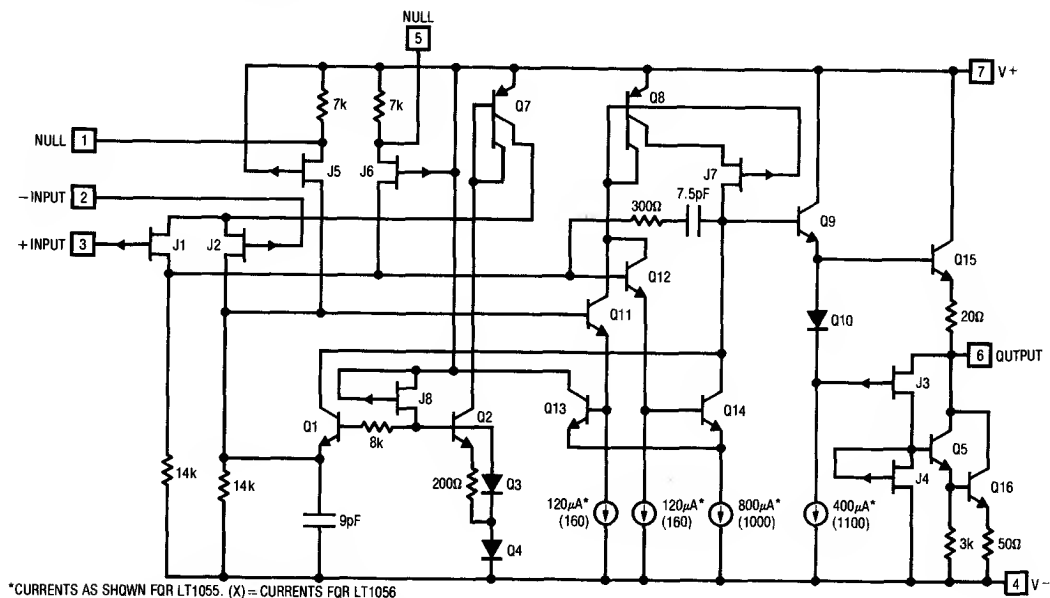 NULL
5
7 V+
7k
7k
Q7
Q8
NULL 1
J5
J6
J7
−INPUT 2
7.5pF
300Ω
Q9
+INPUT 3
J1
J2
Q12
Q15
Q11
Q10
20Ω
6 OUTPUT
J8
J3
Q13
Q14
Q1
Q2
8k
Q5
J4
14k
14k
200Ω
Q3
Q16
120μA*
(160)
120μA*
(160)
800μA*
(1000)
400μA*
(1100)
9pF
Q4
3k
50Ω
4 V−
*CURRENTS AS SHOWN FOR LT1055. (X) = CURRENTS FOR LT1056